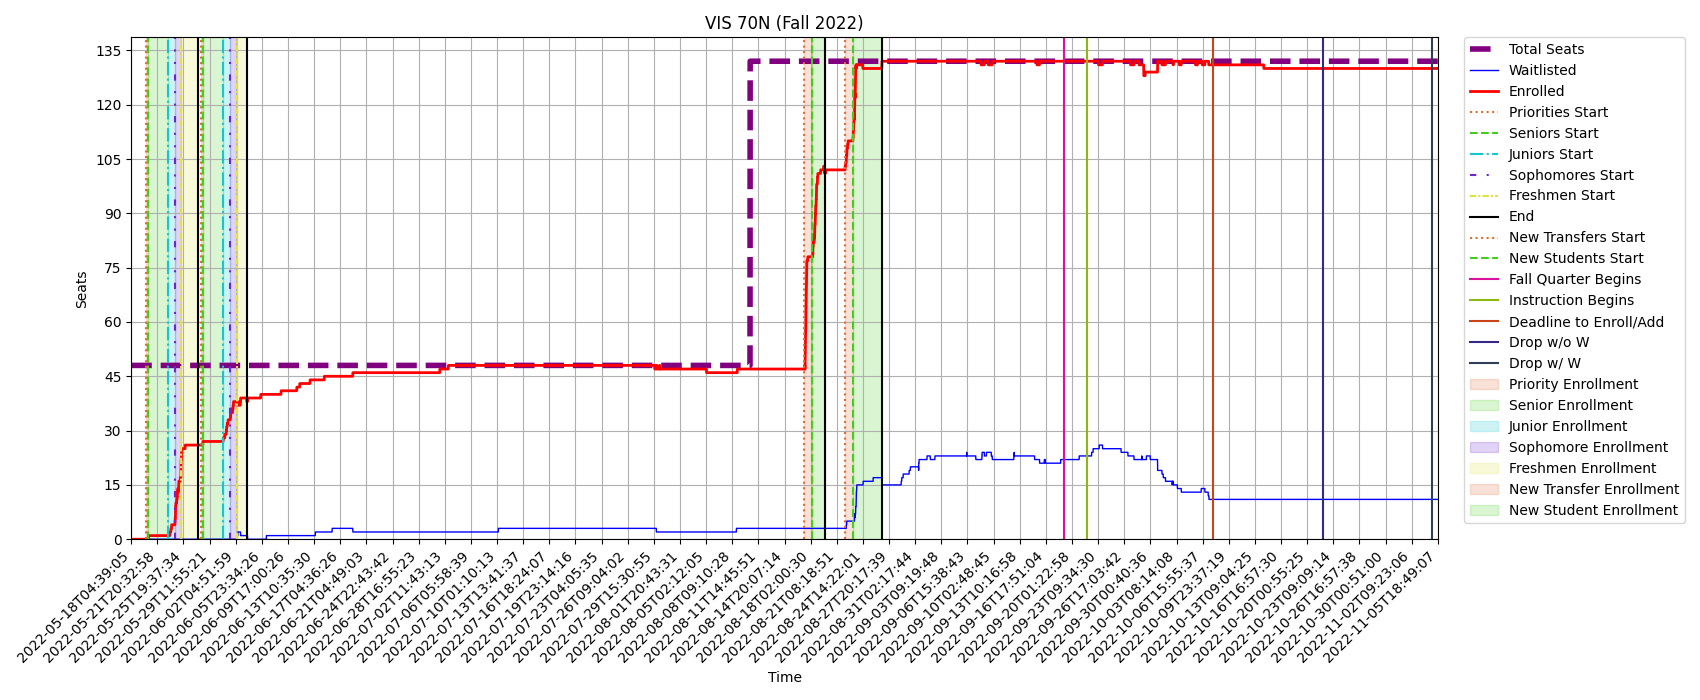 VIS 70N (Fall 2022)
135
120
105
90
75
60
45
30
15
0
Seats
2022-05-18T04:39:05
2022-05-21T20:32:58
2022-05-25T19:37:34
2022-05-29T11:55:21
2022-06-02T04:51:59
2022-06-05T23:34:26
2022-06-09T17:00:26
2022-06-13T10:35:30
2022-06-17T04:36:26
2022-06-21T04:49:03
2022-06-24T22:43:42
2022-06-28T16:55:23
2022-07-02T11:43:13
2022-07-06T05:58:39
2022-07-10T01:10:13
2022-07-13T13:41:37
2022-07-16T18:24:07
2022-07-19T23:14:16
2022-07-23T04:05:35
2022-07-26T09:04:02
2022-07-29T15:30:55
2022-08-01T20:43:31
2022-08-05T02:12:05
2022-08-08T09:10:28
2022-08-11T14:45:51
2022-08-14T20:07:14
2022-08-18T02:00:30
2022-08-21T08:18:51
2022-08-24T14:22:01
2022-08-27T20:17:39
2022-08-31T02:17:44
2022-09-03T09:19:48
2022-09-06T15:38:43
2022-09-10T02:48:45
2022-09-13T10:16:58
2022-09-16T17:51:04
2022-09-20T01:22:58
2022-09-23T09:34:30
2022-09-26T17:03:42
2022-09-30T00:40:36
2022-10-03T08:14:08
2022-10-06T15:55:37
2022-10-09T23:37:19
2022-10-13T09:04:25
2022-10-16T16:57:30
2022-10-20T00:55:25
2022-10-23T09:09:14
2022-10-26T16:57:38
2022-10-30T00:51:00
2022-11-02T09:23:06
2022-11-05T18:49:07
Time
Total Seats
Waitlisted
Enrolled
Priorities Start
Seniors Start
Juniors Start
Sophomores Start
Freshmen Start
End
New Transfers Start
New Students Start
Fall Quarter Begins
Instruction Begins
Deadline to Enroll/Add
Drop w/o W
Drop w/ W
Priority Enrollment
Senior Enrollment
Junior Enrollment
Sophomore Enrollment
Freshmen Enrollment
New Transfer Enrollment
New Student Enrollment